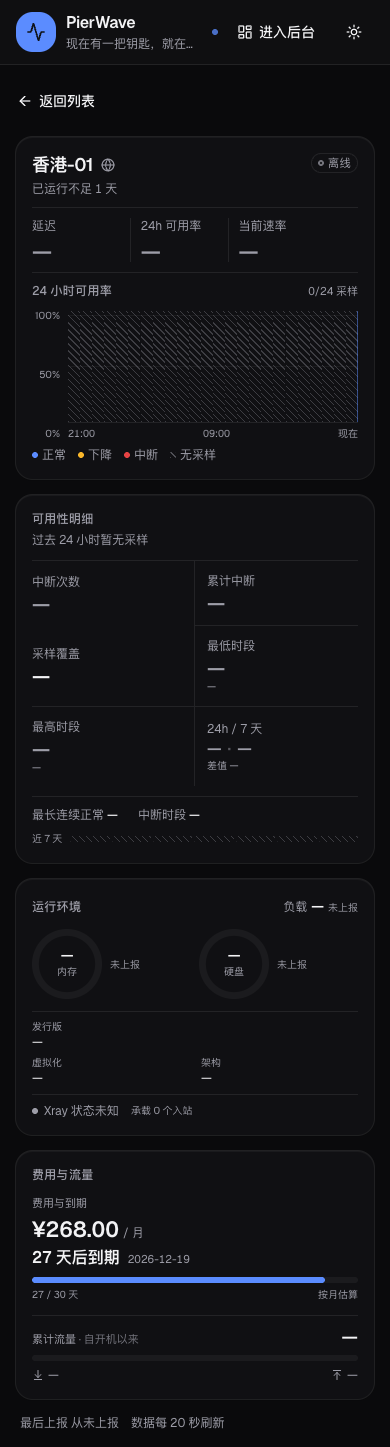 PierWave
现在有一把钥匙，就在…
进入后台
返回列表
香港-01
离线
已运行不足 1 天
延迟
24h 可用率
当前速率
—
—
—
24 小时可用率
0/24 采样
100%
50%
0%
21:00
09:00
现在
正常
下降
中断
无采样
可用性明细
过去 24 小时暂无采样
中断次数
—
累计中断
—
采样覆盖
—
最低时段
—
—
最高时段
—
—
24h / 7 天
— · —
差值 —
最长连续正常 —
中断时段 —
近 7 天
运行环境
负载 — 未上报
—
内存
未上报
—
硬盘
未上报
发行版
—
虚拟化
—
架构
—
Xray 状态未知
承载 0 个入站
费用与流量
费用与到期
¥268.00 / 月
27 天后到期 2026-12-19
27 / 30 天
按月估算
累计流量 · 自开机以来
—
—
—
最后上报 从未上报
数据每 20 秒刷新